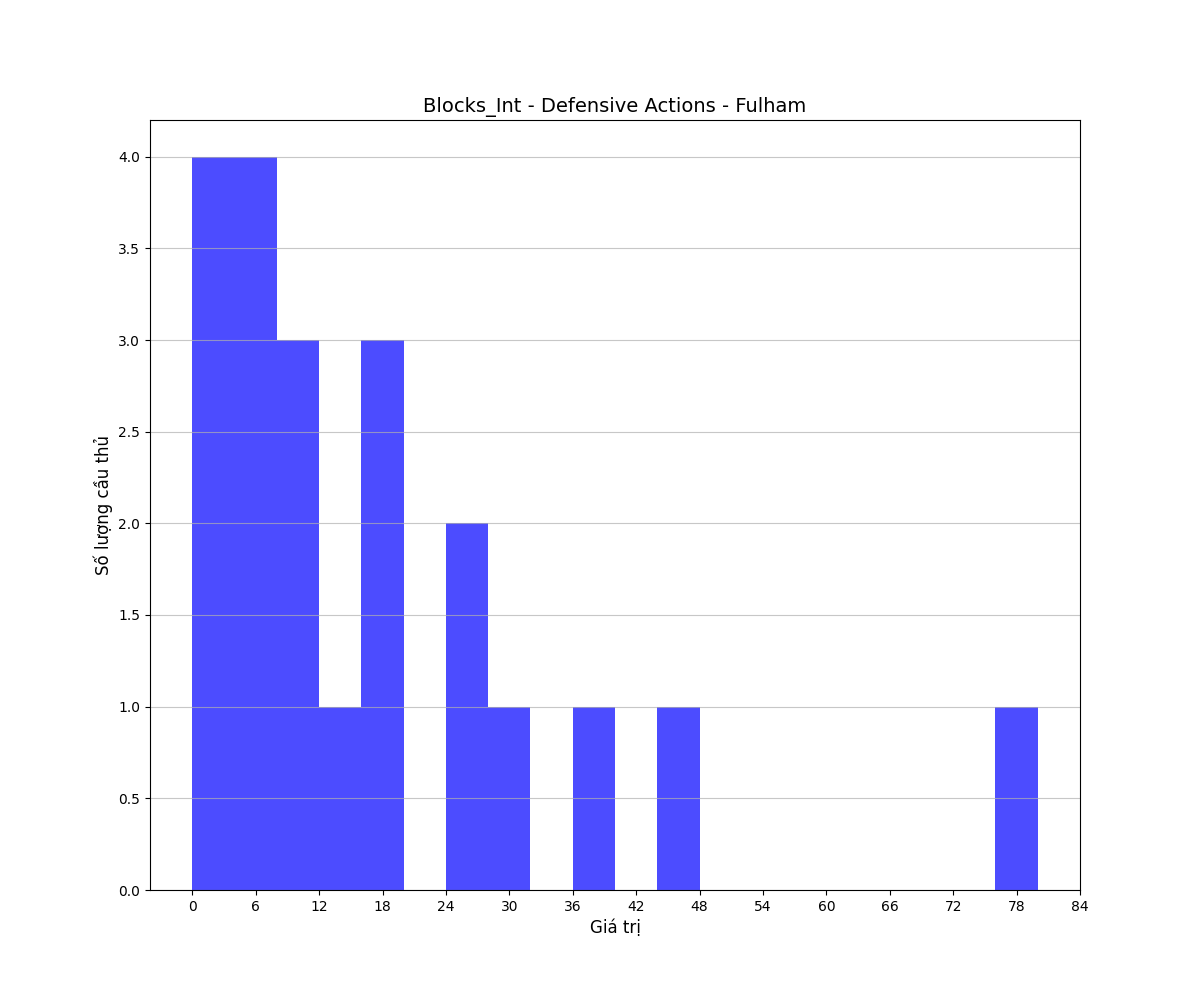 Blocks_Int - Defensive Actions - Fulham
4.0
3.5
3.0
2.5
2.0
1.5
1.0
0.5
0.0
Số lượng cầu thủ
0 6 12 18 24 30 36 42 48 54 60 66 72 78 84
Giá trị